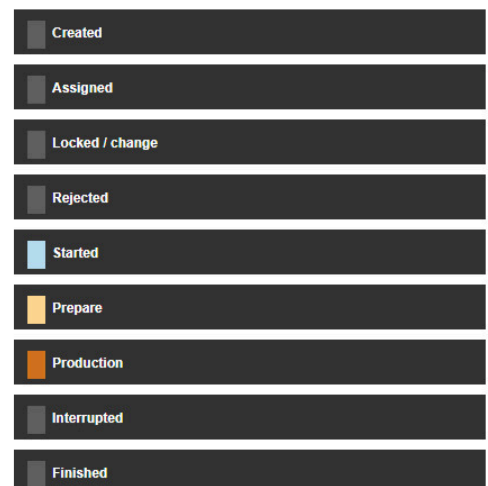 Created
Assigned
Locked / change
Rejected
Started
Prepare
Production
Interrupted
Finished